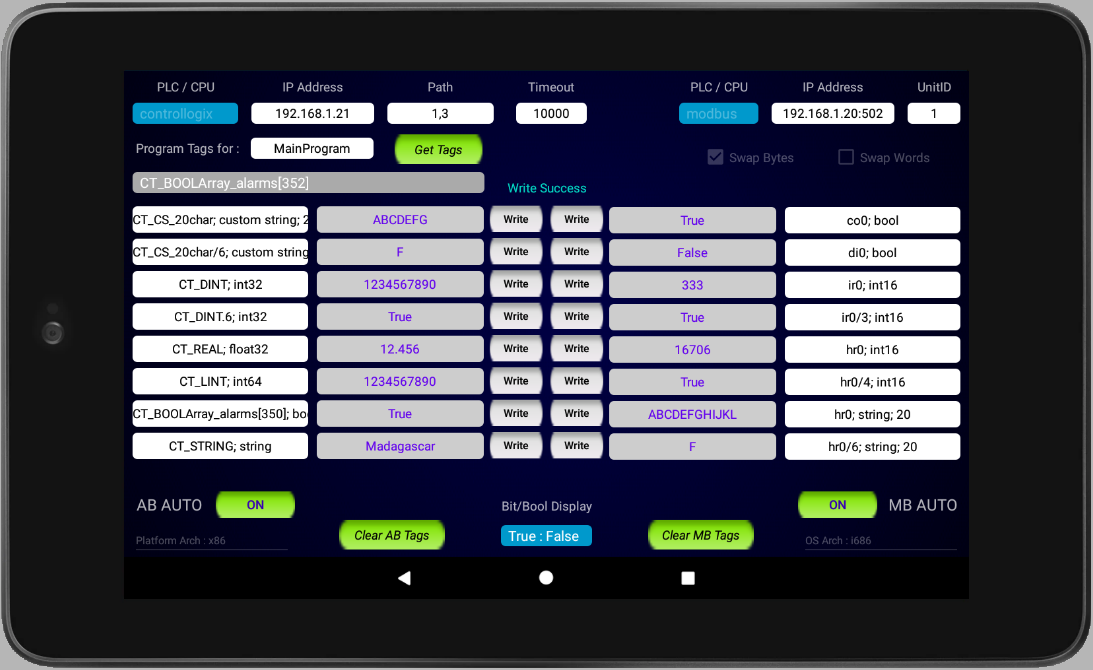 PLC / CPU IP Address Path Timeout PLC / CPU IP Address UnitID
controllogix 192.168.1.21 1,3 10000 modbus 192.168.1.20:502 1
Program Tags for : MainProgram Get Tags Swap Bytes Swap Words
CT_BOOLArray_alarms[352] Write Success
CT_CS_20char; custom string; 2 ABCDEFG Write Write True co0; bool
CT_CS_20char/6; custom string F Write Write False di0; bool
CT_DINT; int32 1234567890 Write Write 333 ir0; int16
CT_DINT.6; int32 True Write Write True ir0/3; int16
CT_REAL; float32 12.456 Write Write 16706 hr0; int16
CT_LINT; int64 1234567890 Write Write True hr0/4; int16
CT_BOOLArray_alarms[350]; boo True Write Write ABCDEFGHIJKL hr0; string; 20
CT_STRING; string Madagascar Write Write F hr0/6; string; 20
AB AUTO ON Bit/Bool Display ON MB AUTO
Clear AB Tags True : False Clear MB Tags
Platform Arch : x86 OS Arch : i686